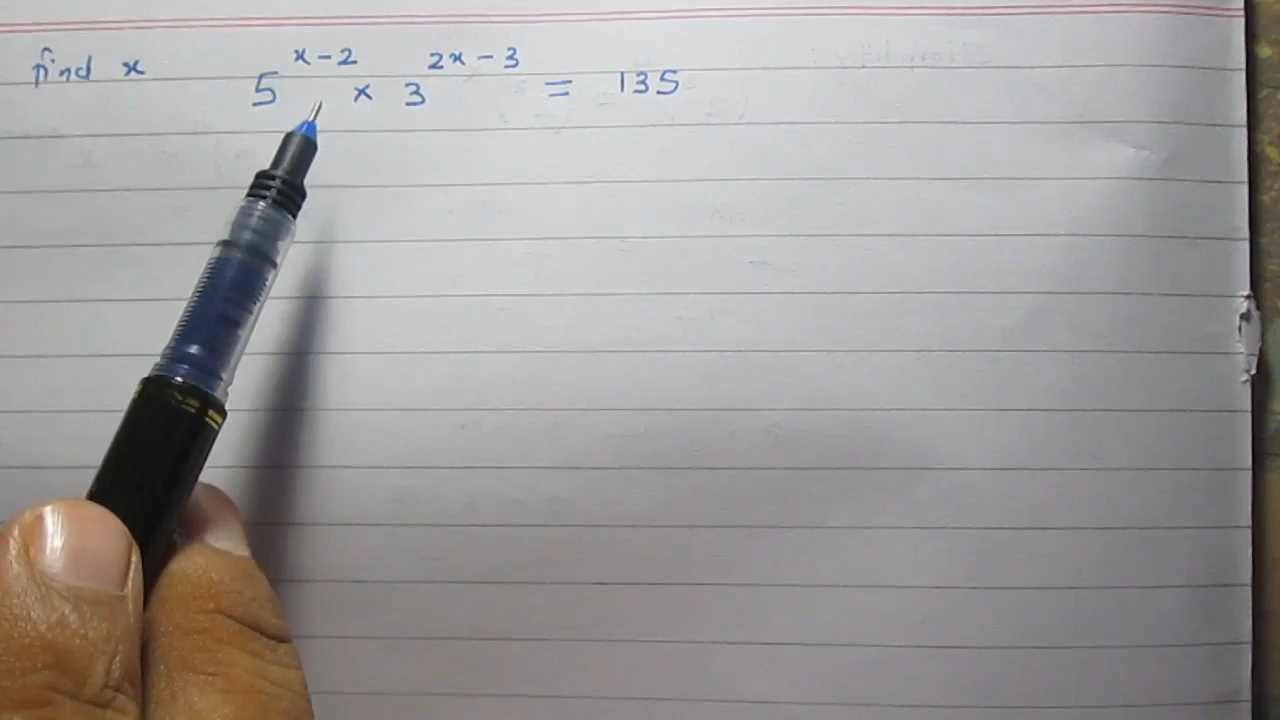 find x 5^{x-2} × 3^{2x-3} = 135